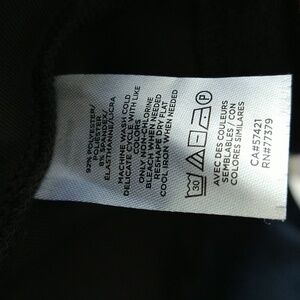 92% POLYESTER/
POLYESTER
8% SPANDEX/
ELASTHANNE/LICRA
MACHINE WASH COLD
DELICATE CYCLE WITH LIKE
COLORS
ONLY NON-CHLORINE
BLEACH WHEN NEEDED
RESHAPE DRY FLAT
COOL IRON WHEN NEEDED
30
P
AVEC DES COULEURS
SEMBLABLES / CON
COLORES SIMILARES
CA#57421
RN#77379